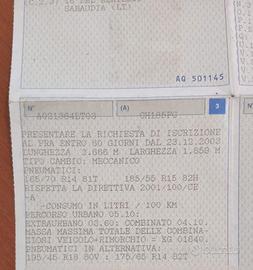 SABAUDIA (LT)
AQ 501145
N°
(A)
3
A021364LT03 CH185PG
PRESENTARE LA RICHIESTA DI ISCRIZIONE
AL PRA ENTRO 60 GIORNI DAL 23.12.2003
LUNGHEZZA 3.666 M LARGHEZZA 1.659 M
TIPO CAMBIO: MECCANICO
PNEUMATICI:
165/70 R14 81T 185/55 R15 82H
RISPETTA LA DIRETTIVA 2001/100/CE
-A
-CONSUMO IN LITRI / 100 KM
PERCORSO URBANO 05.10;
EXTRAURBANO 03.60; COMBINATO 04.10.
MASSA MASSIMA TOTALE DELLE COMBINA-
ZIONI VEICOLO+RIMORCHIO = KG 01840.
PNEUMATICI IN ALTERNATIVA:
195/45 R18 80V ; 175/65 R14 82T